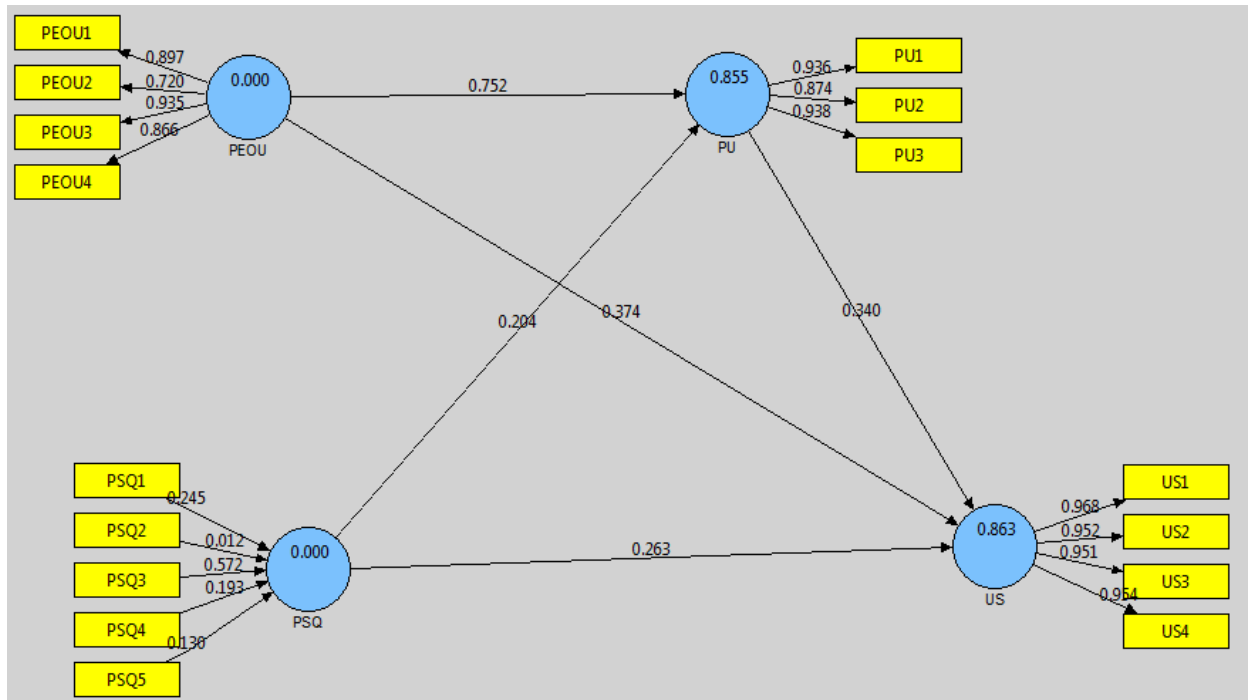 PEOU1
PEOU2
PEOU3
PEOU4
0.897
0.720
0.935
0.866
0.000
PEOU
0.752
0.855
PU
0.936
0.874
0.938
PU1
PU2
PU3
0.204
0.374
0.340
PSQ1
PSQ2
PSQ3
PSQ4
PSQ5
0.245
0.012
0.572
0.193
0.130
0.000
PSQ
0.263
0.863
US
0.968
0.952
0.951
0.954
US1
US2
US3
US4